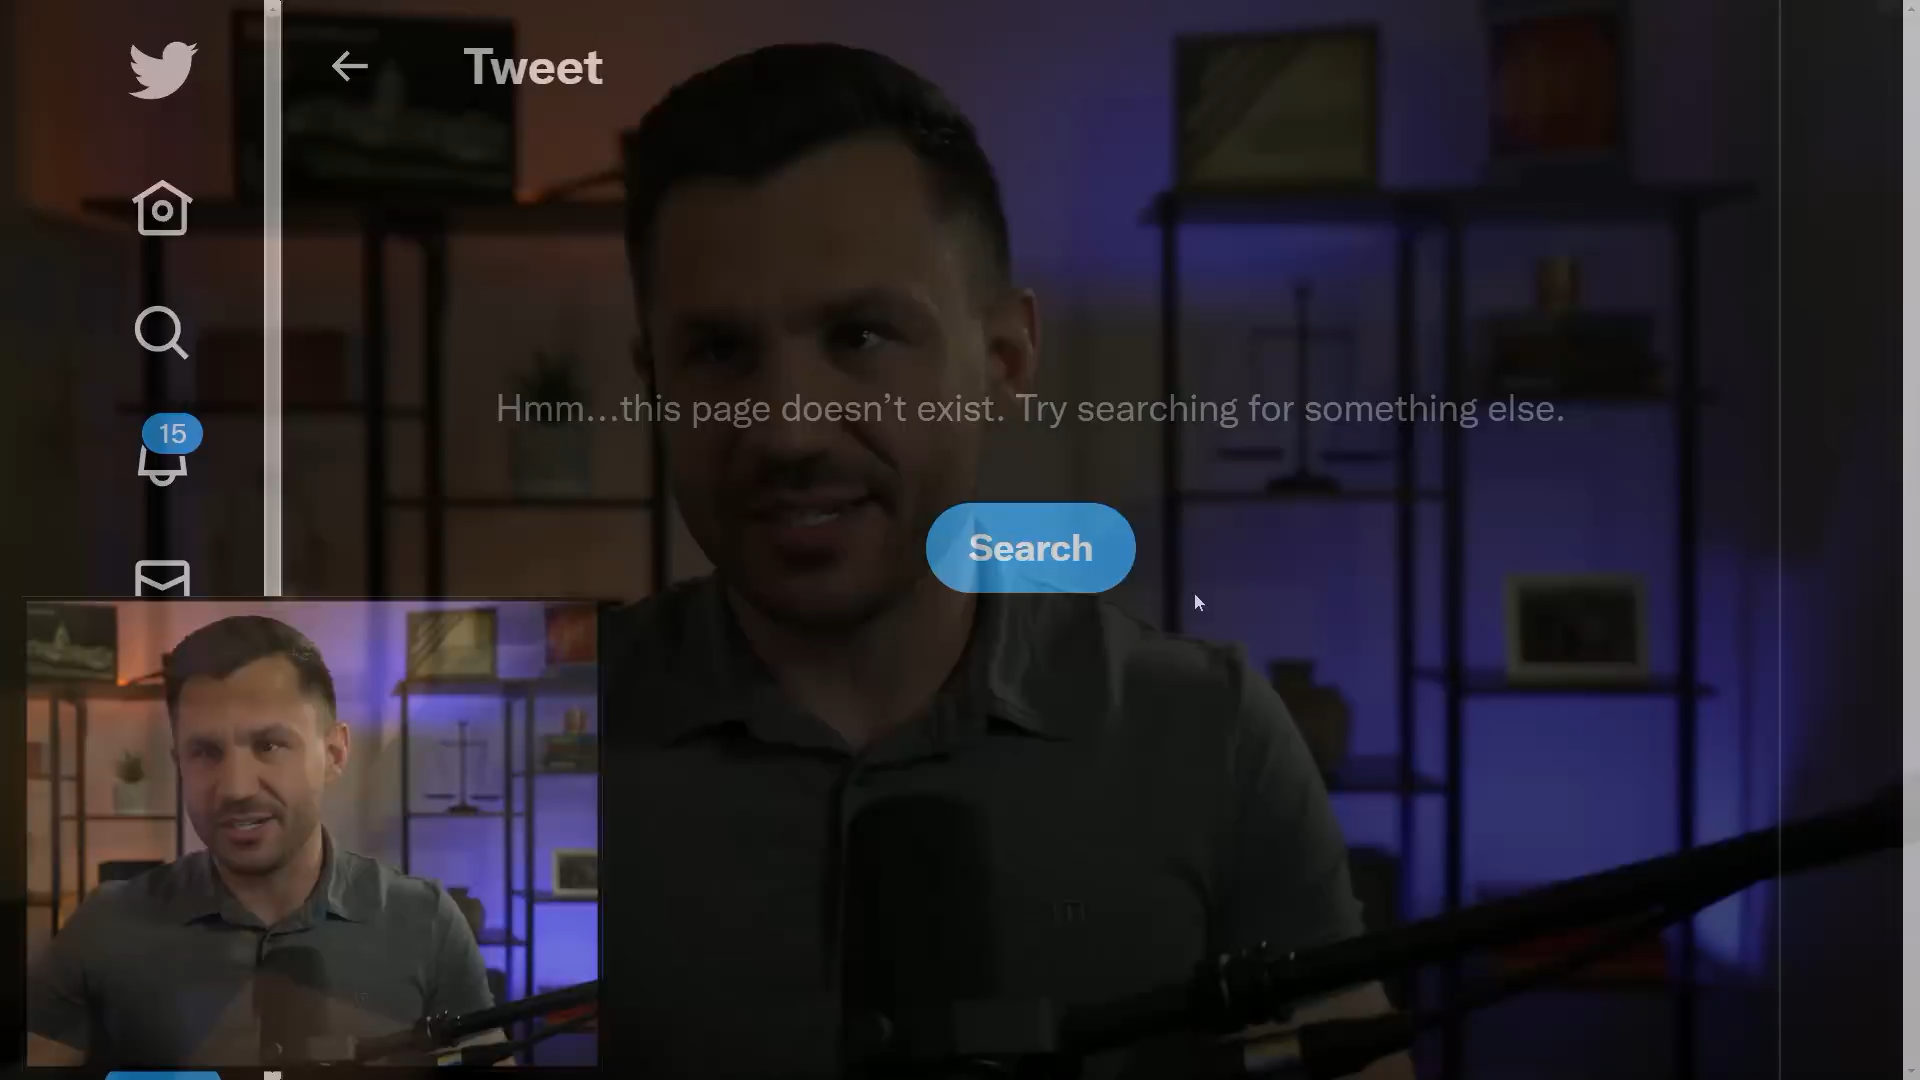 Tweet
15
Hmm...this page doesn’t exist. Try searching for something else.
Search